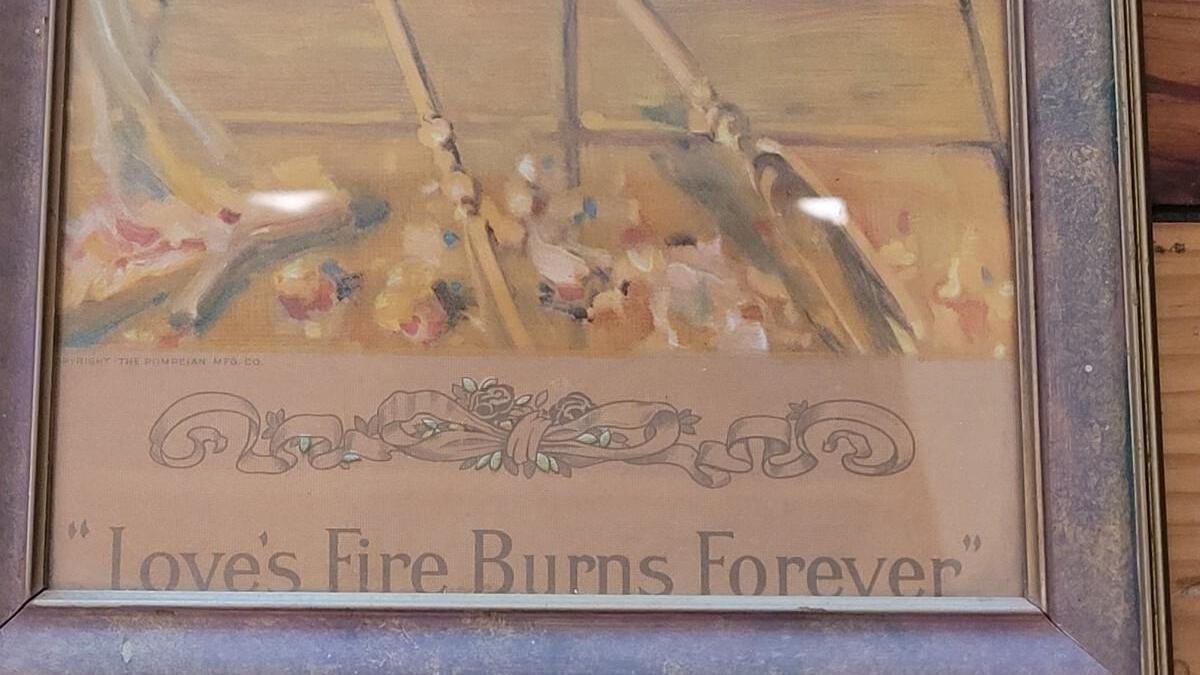 PYRIGHT THE POMPEIAN MFG. CO.
"Love's Fire Burns Forever"